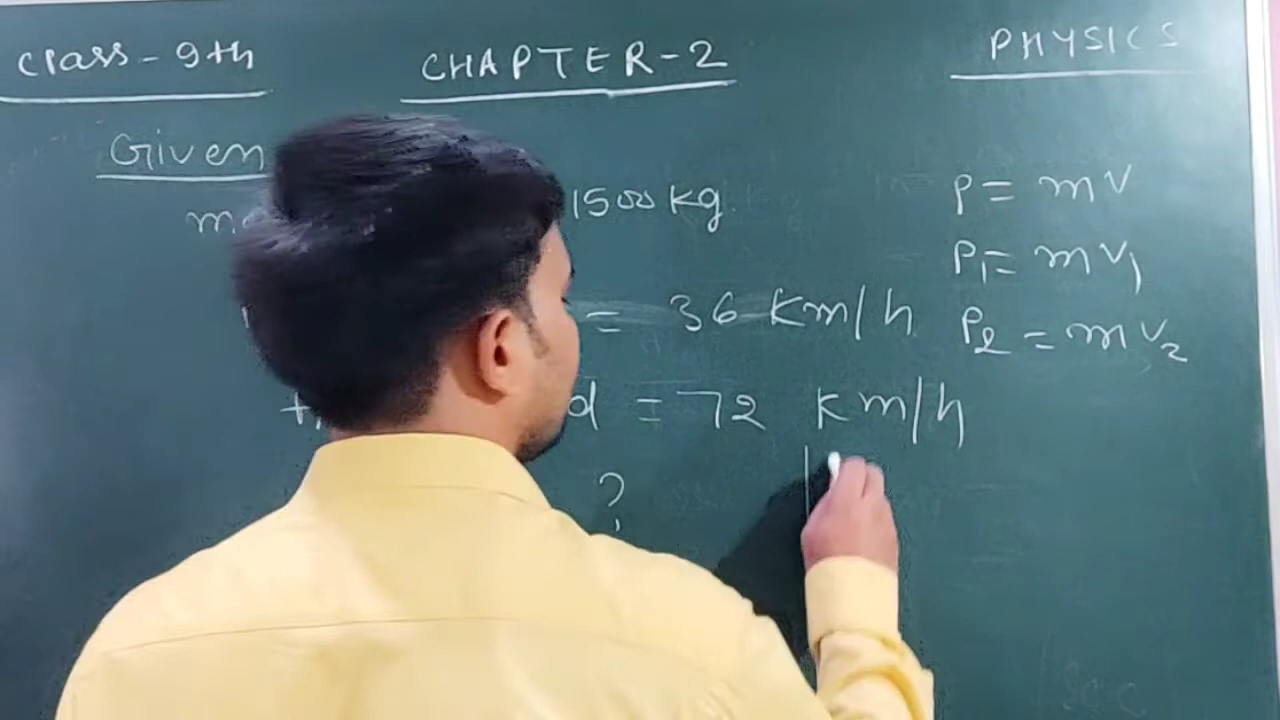 Class-9th
CHAPTER-2
PHYSICS
Given
1500 kg
P = mv
P1 = mv1
= 36 Km/h
P2 = mv2
= 72 Km/h
?